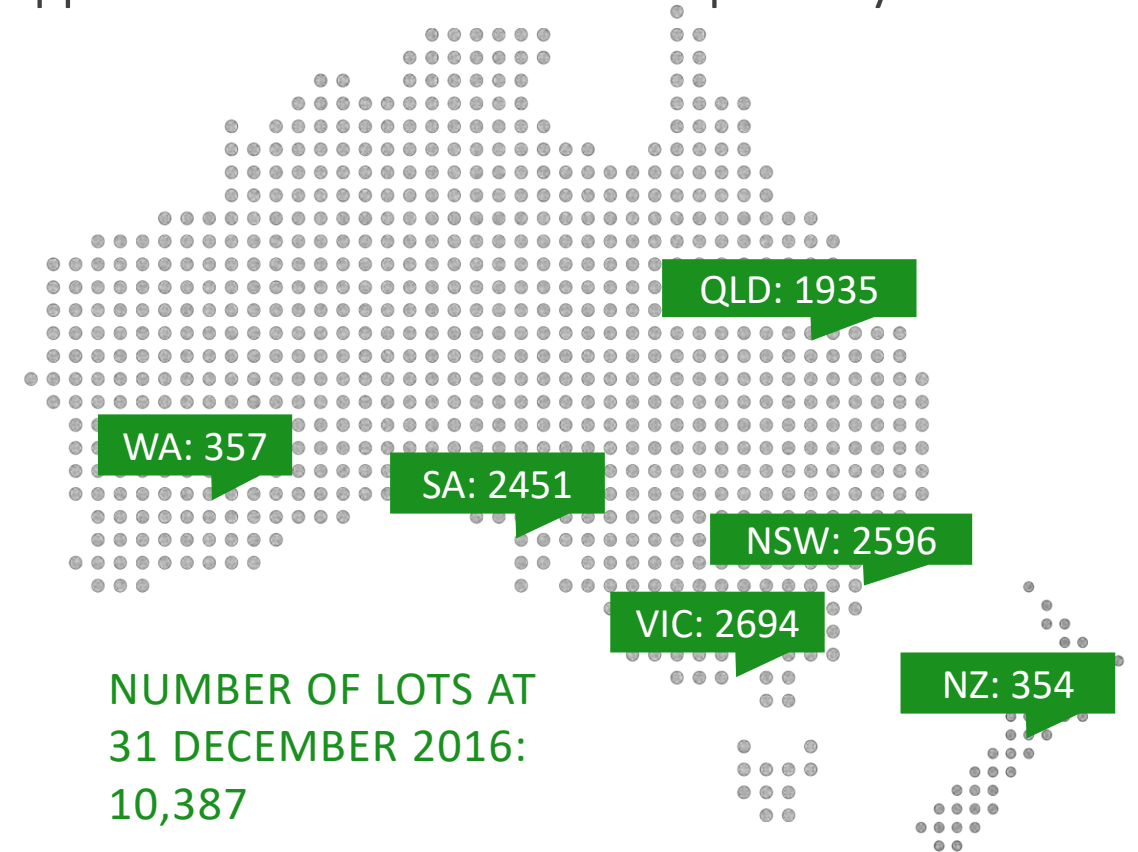 QLD: 1935
WA: 357
SA: 2451
NSW: 2596
VIC: 2694
NZ: 354
NUMBER OF LOTS AT
31 DECEMBER 2016:
10,387